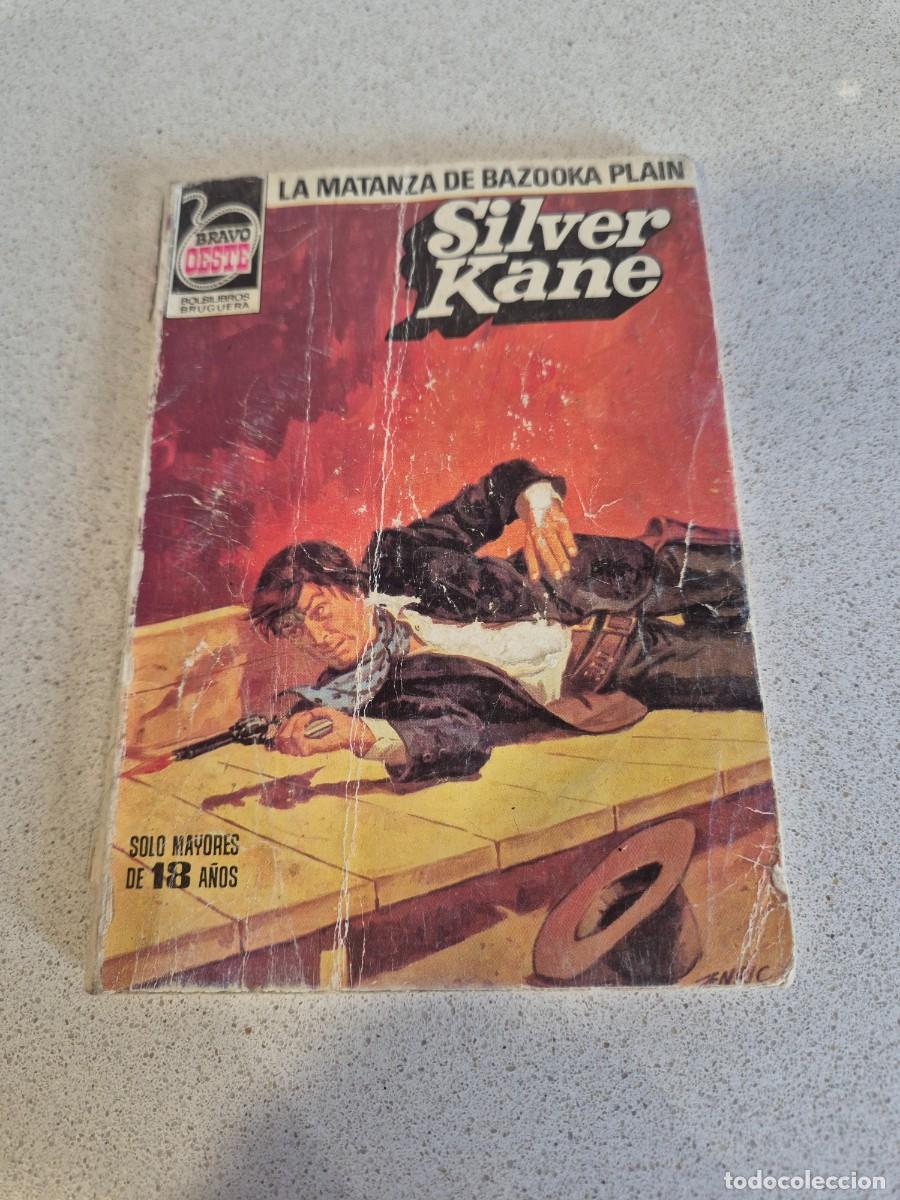 LA MATANZA DE BAZOOKA PLAIN
Silver
Kane
BRAVO
OESTE
BOLSILIBROS
BRUGUERA
SOLO MAYORES
DE 18 AÑOS
todocoleccion